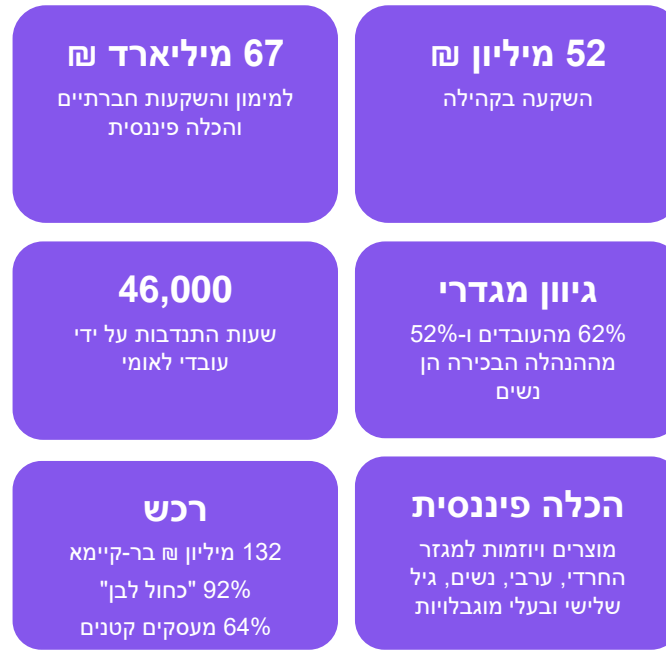 52 מיליון ₪
השקעה בקהילה
67 מיליארד ₪
למימון והשקעות חברתיים
והכלה פיננסית
גיוון מגדרי
62% מהעובדים ו-52%
מההנהלה הבכירה הן
נשים
46,000
שעות התנדבות על ידי
עובדי לאומי
הכלה פיננסית
מוצרים ויוזמות למגזר
החרדי, ערבי, נשים, גיל
שלישי ובעלי מוגבלויות
רכש
132 מיליון ₪ בר-קיימא
92% "כחול לבן"
64% מעסקים קטנים